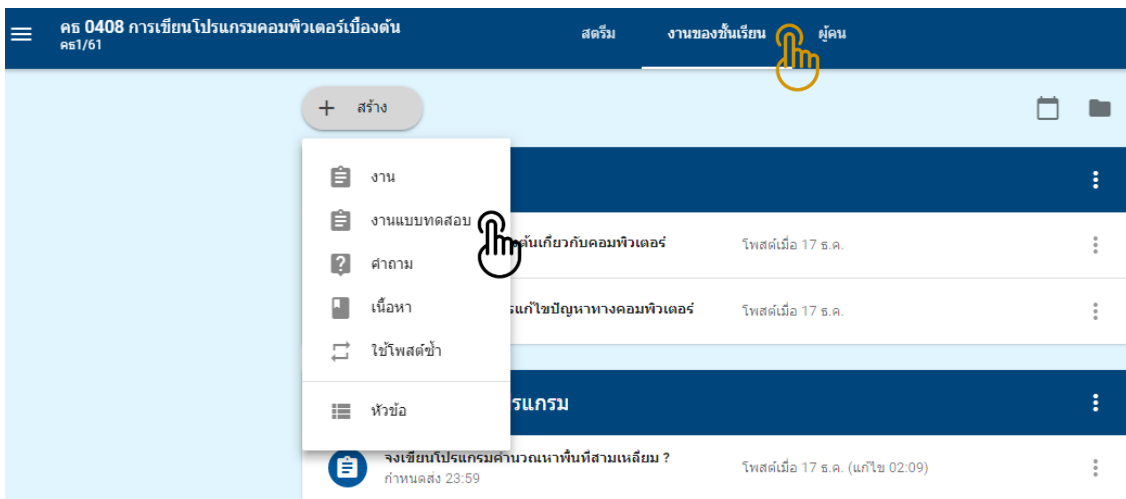 คธ 0408 การเขียนโปรแกรมคอมพิวเตอร์เบื้องต้น
คธ1/61
สตรีม งานของชั้นเรียน ผู้คน
+ สร้าง
งาน
งานแบบทดสอบ
คำถาม
เนื้อหา
ใช้โพสต์ซ้ำ
หัวข้อ
งต้นเกี่ยวกับคอมพิวเตอร์ โพสต์เมื่อ 17 ธ.ค.
รแก้ไขปัญหาทางคอมพิวเตอร์ โพสต์เมื่อ 17 ธ.ค.
รแกรม
จงเขียนโปรแกรมคำนวณหาพื้นที่สามเหลี่ยม ? โพสต์เมื่อ 17 ธ.ค. (แก้ไข 02:09)
กำหนดส่ง 23:59